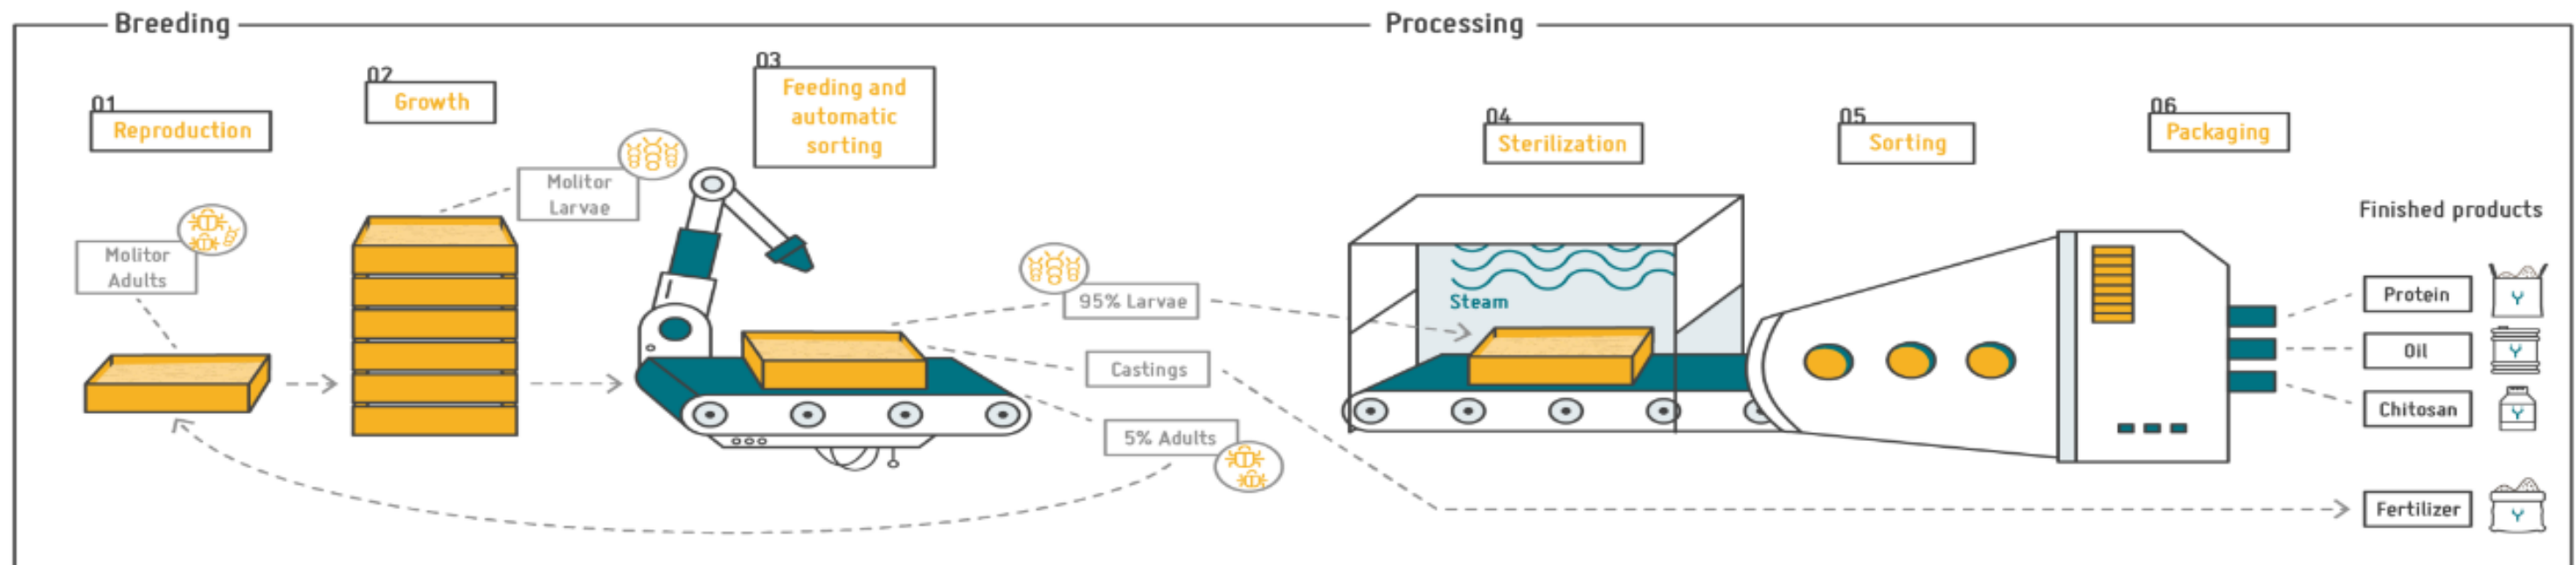 Breeding
Processing
01
Reproduction
02
Growth
03
Feeding and
automatic
sorting
04
Sterilization
05
Sorting
06
Packaging
Molitor
Adults
Molitor
Larvae
95% Larvae
Castings
5% Adults
Steam
Finished products
Protein
Y
Oil
Y
Chitosan
Y
Fertilizer
Y